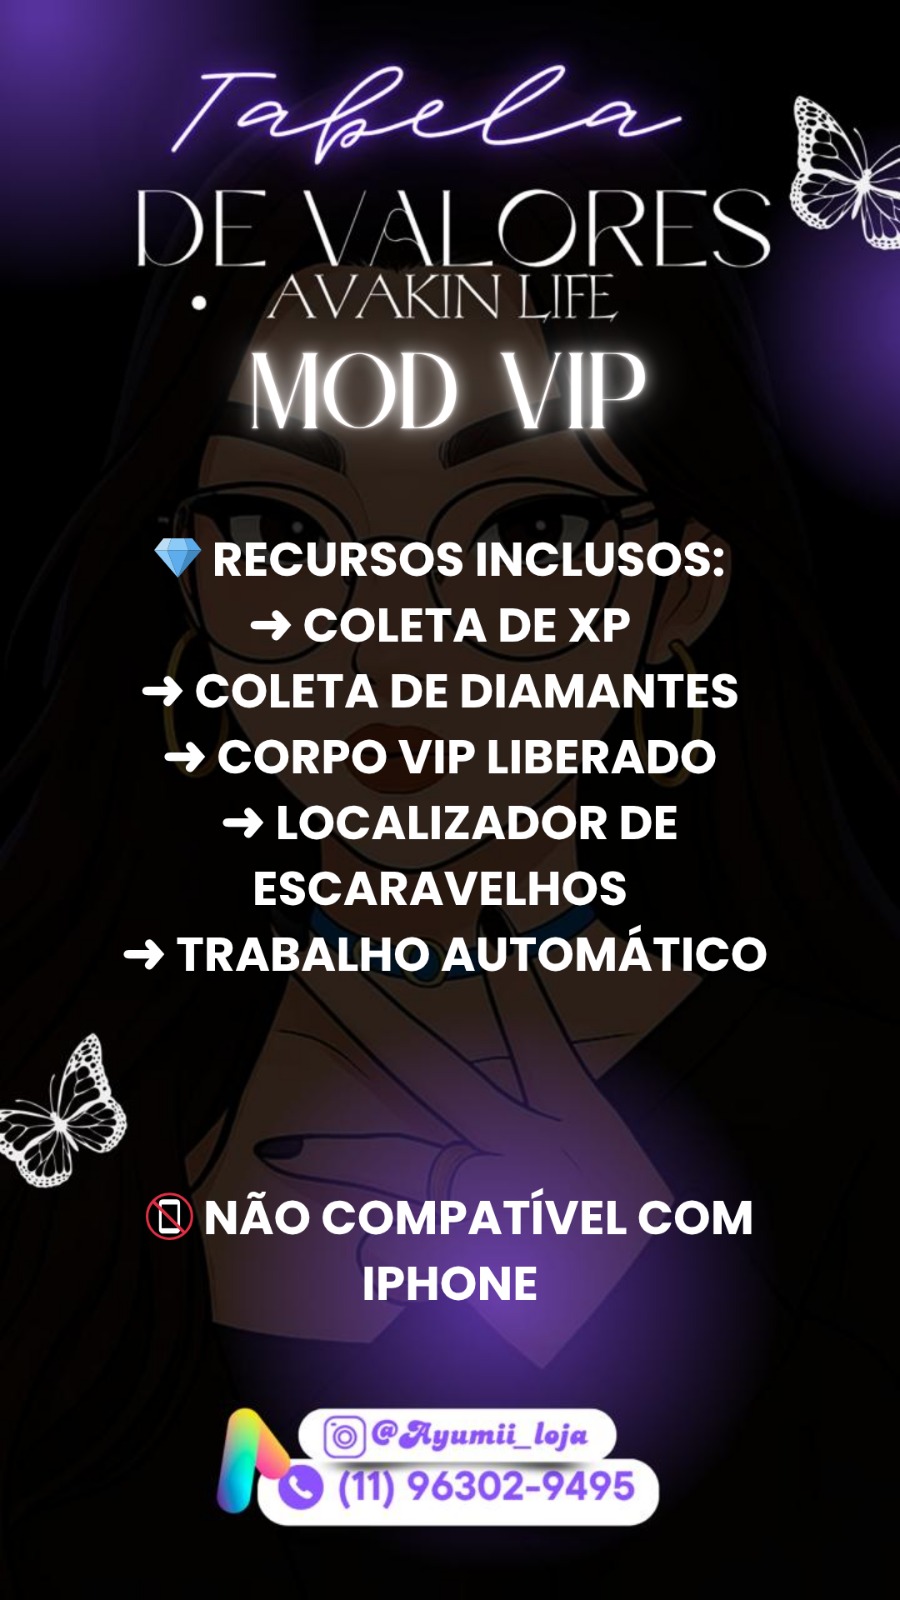 Tabela
DE VALORES
• AVAKIN LIFE
MOD VIP
💎 RECURSOS INCLUSOS:
➜ COLETA DE XP
➜ COLETA DE DIAMANTES
➜ CORPO VIP LIBERADO
➜ LOCALIZADOR DE
ESCARAVELHOS
➜ TRABALHO AUTOMÁTICO
📵 NÃO COMPATÍVEL COM
IPHONE
@Ayumii_loja
(11) 96302-9495